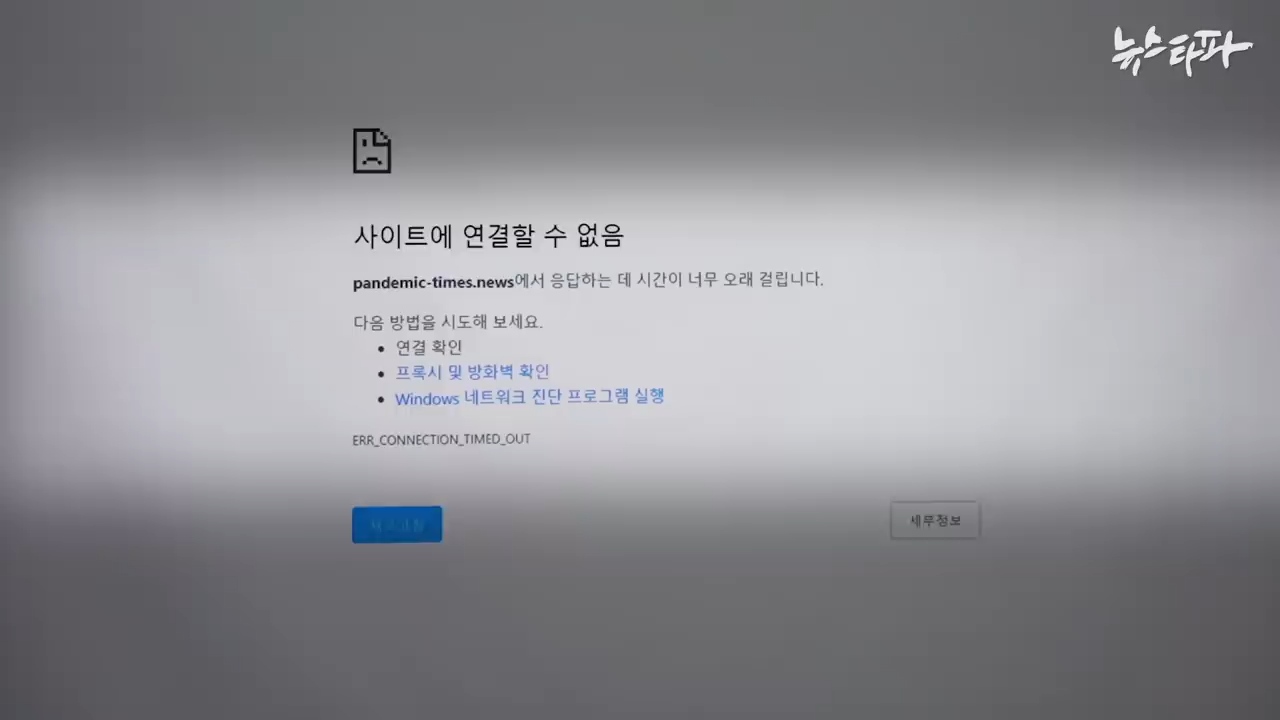 뉴스타파
사이트에 연결할 수 없음
pandemic-times.news에서 응답하는 데 시간이 너무 오래 걸립니다.
다음 방법을 시도해 보세요.
연결 확인
프록시 및 방화벽 확인
Windows 네트워크 진단 프로그램 실행
ERR_CONNECTION_TIMED_OUT
새로고침
세부정보